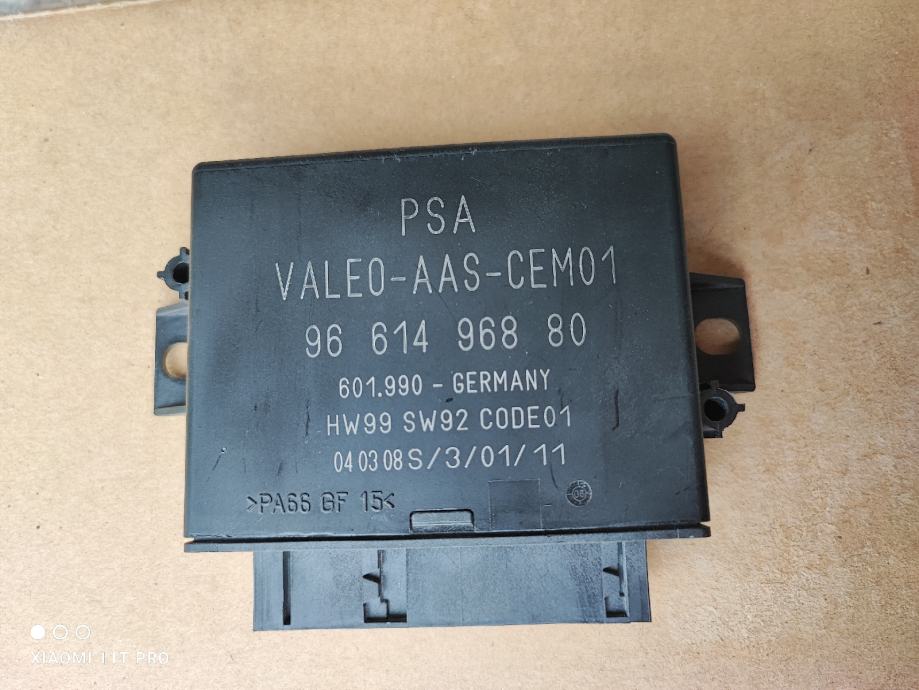 PSA
VALEO-AAS-CEM01
96 614 968 80
601.990 - GERMANY
HW99 SW92 CODE01
040308S/3/01/11
>PA66 GF 15<
XIAOMI 11T PRO